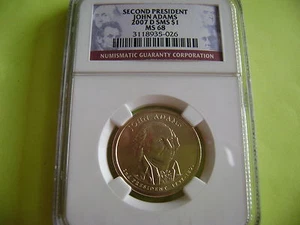 SECOND PRESIDENT
JOHN ADAMS
2007 D SMS $1
MS 68
3118935-026
NUMISMATIC GUARANTY CORPORATION
JOHN ADAMS